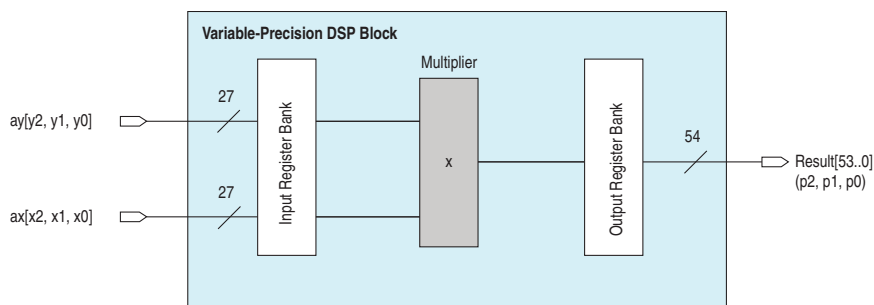 Variable-Precision DSP Block
Multiplier
27
ay[y2, y1, y0]
Input Register Bank
x
Output Register Bank
54
Result[53..0]
(p2, p1, p0)
27
ax[x2, x1, x0]